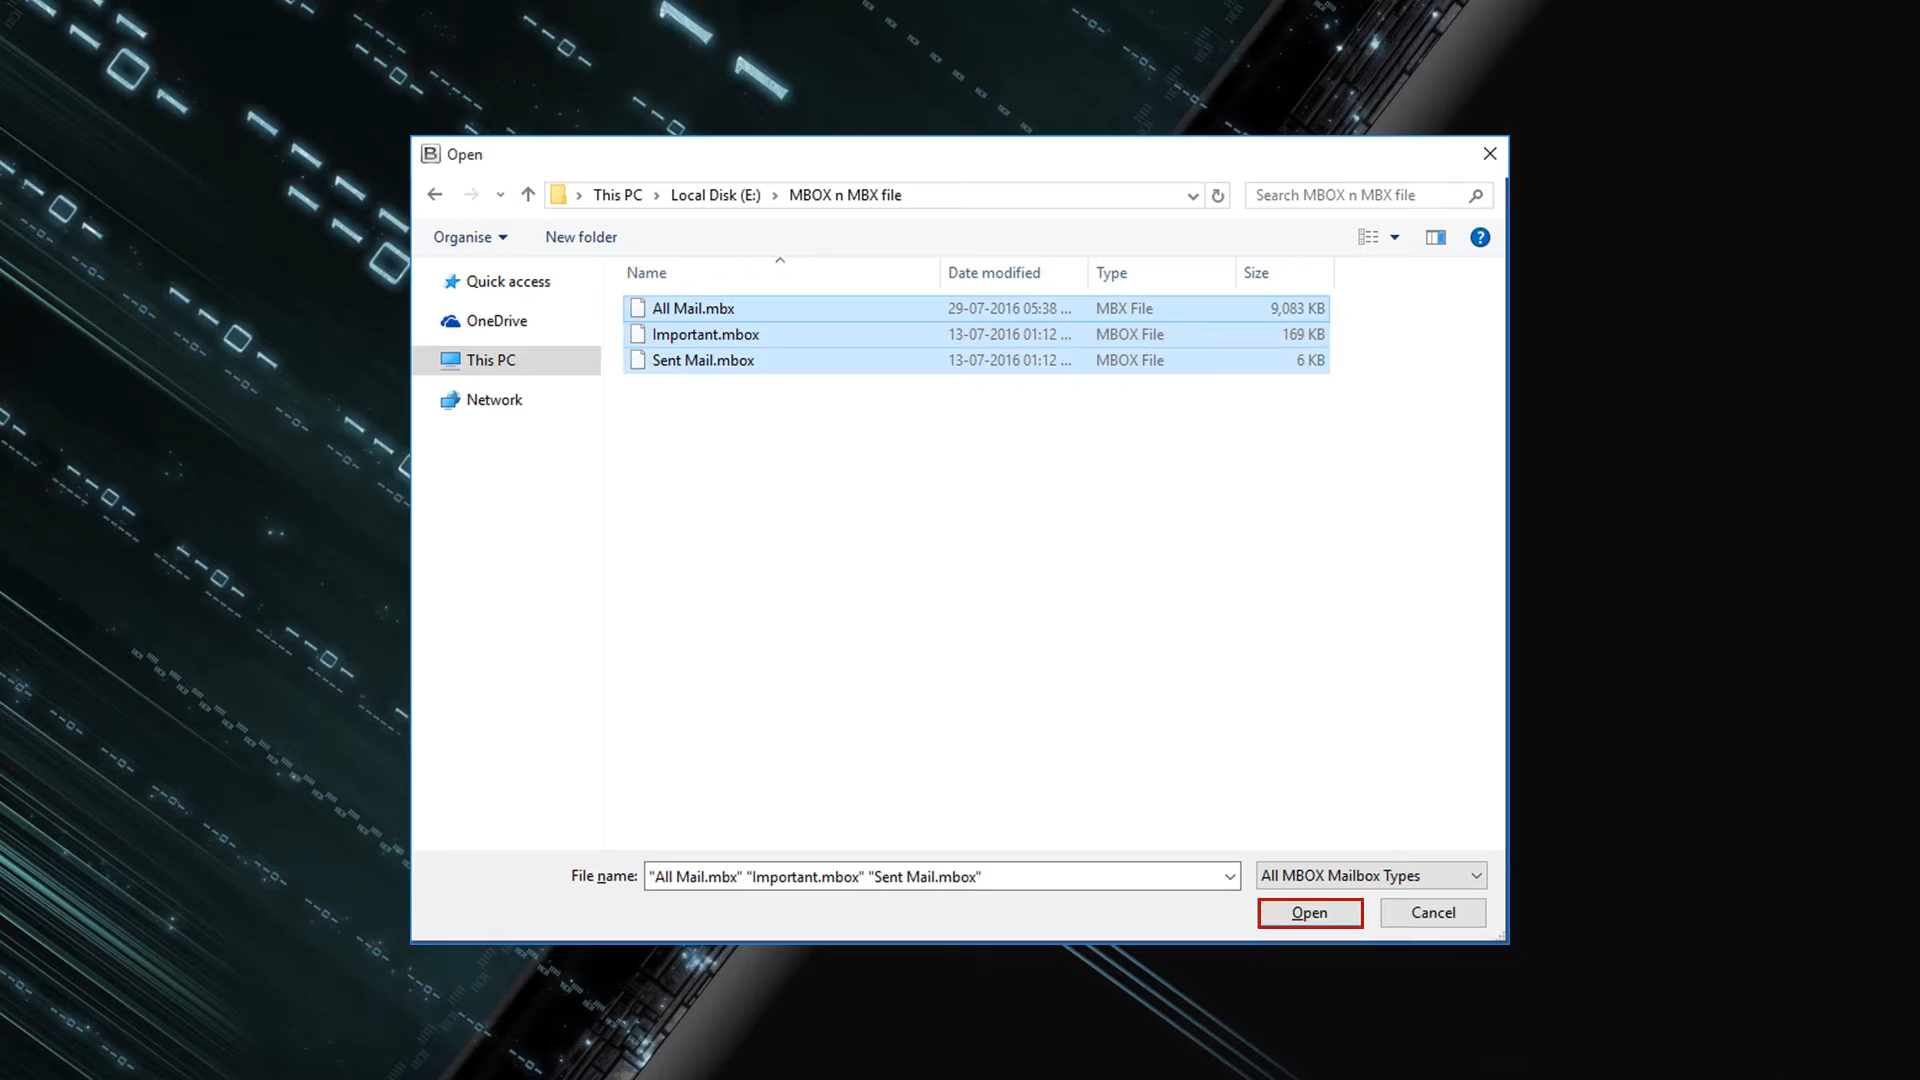 B Open
This PC > Local Disk (E:) > MBOX n MBX file
Search MBOX n MBX file
Organise
New folder
?
Name
Date modified
Type
Size
Quick access
OneDrive
This PC
Network
All Mail.mbx 29-07-2016 05:38 ... MBX File 9,083 KB
Important.mbox 13-07-2016 01:12 ... MBOX File 169 KB
Sent Mail.mbox 13-07-2016 01:12 ... MBOX File 6 KB
File name: "All Mail.mbx" "Important.mbox" "Sent Mail.mbox"
All MBOX Mailbox Types
Open
Cancel